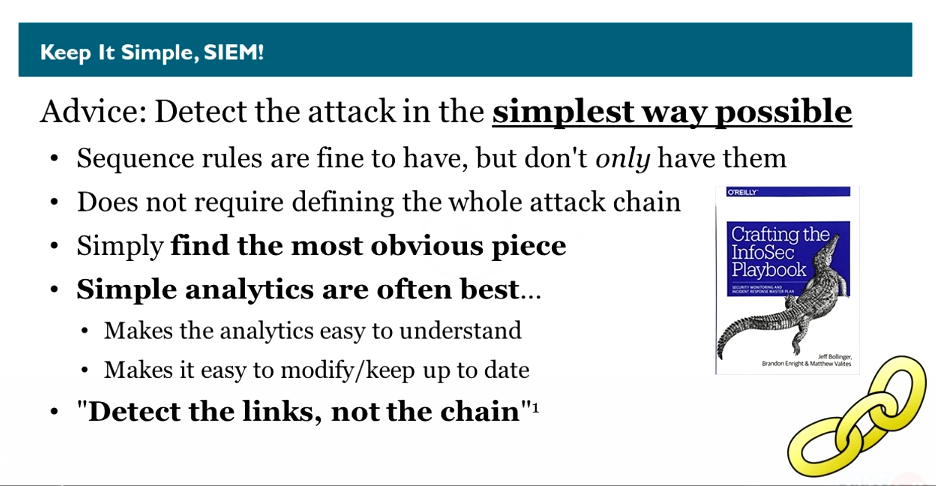 Keep It Simple, SIEM!
Advice: Detect the attack in the simplest way possible
• Sequence rules are fine to have, but don't only have them
• Does not require defining the whole attack chain
• Simply find the most obvious piece
• Simple analytics are often best…
• Makes the analytics easy to understand
• Makes it easy to modify/keep up to date
• "Detect the links, not the chain"¹
O'REILLY™
Crafting the
InfoSec
Playbook
SECURITY MONITORING AND
INCIDENT RESPONSE MASTER PLAN
Jeff Bollinger,
Brandon Enright & Matthew Valites